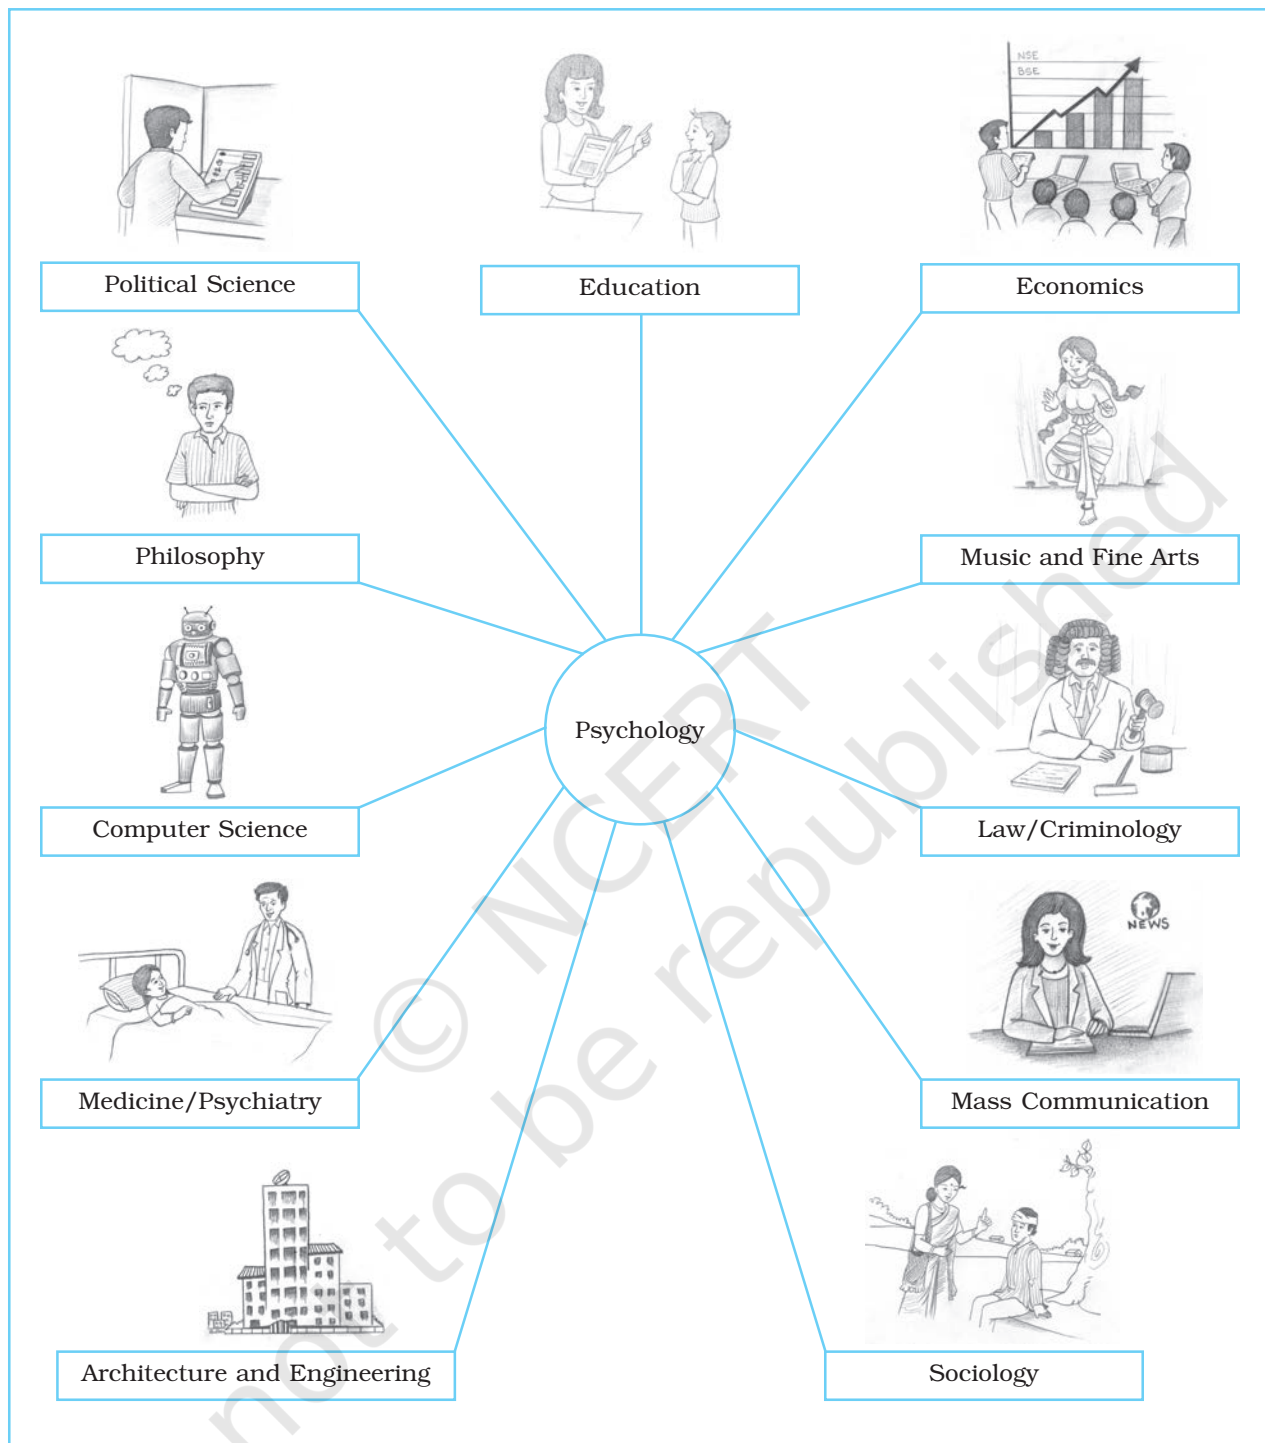 NSE
BSE
Political Science
Education
Economics
Philosophy
Music and Fine Arts
Psychology
Computer Science
Law/Criminology
NEWS
Medicine/Psychiatry
Mass Communication
Architecture and Engineering
Sociology
© NCERT
not to be republished